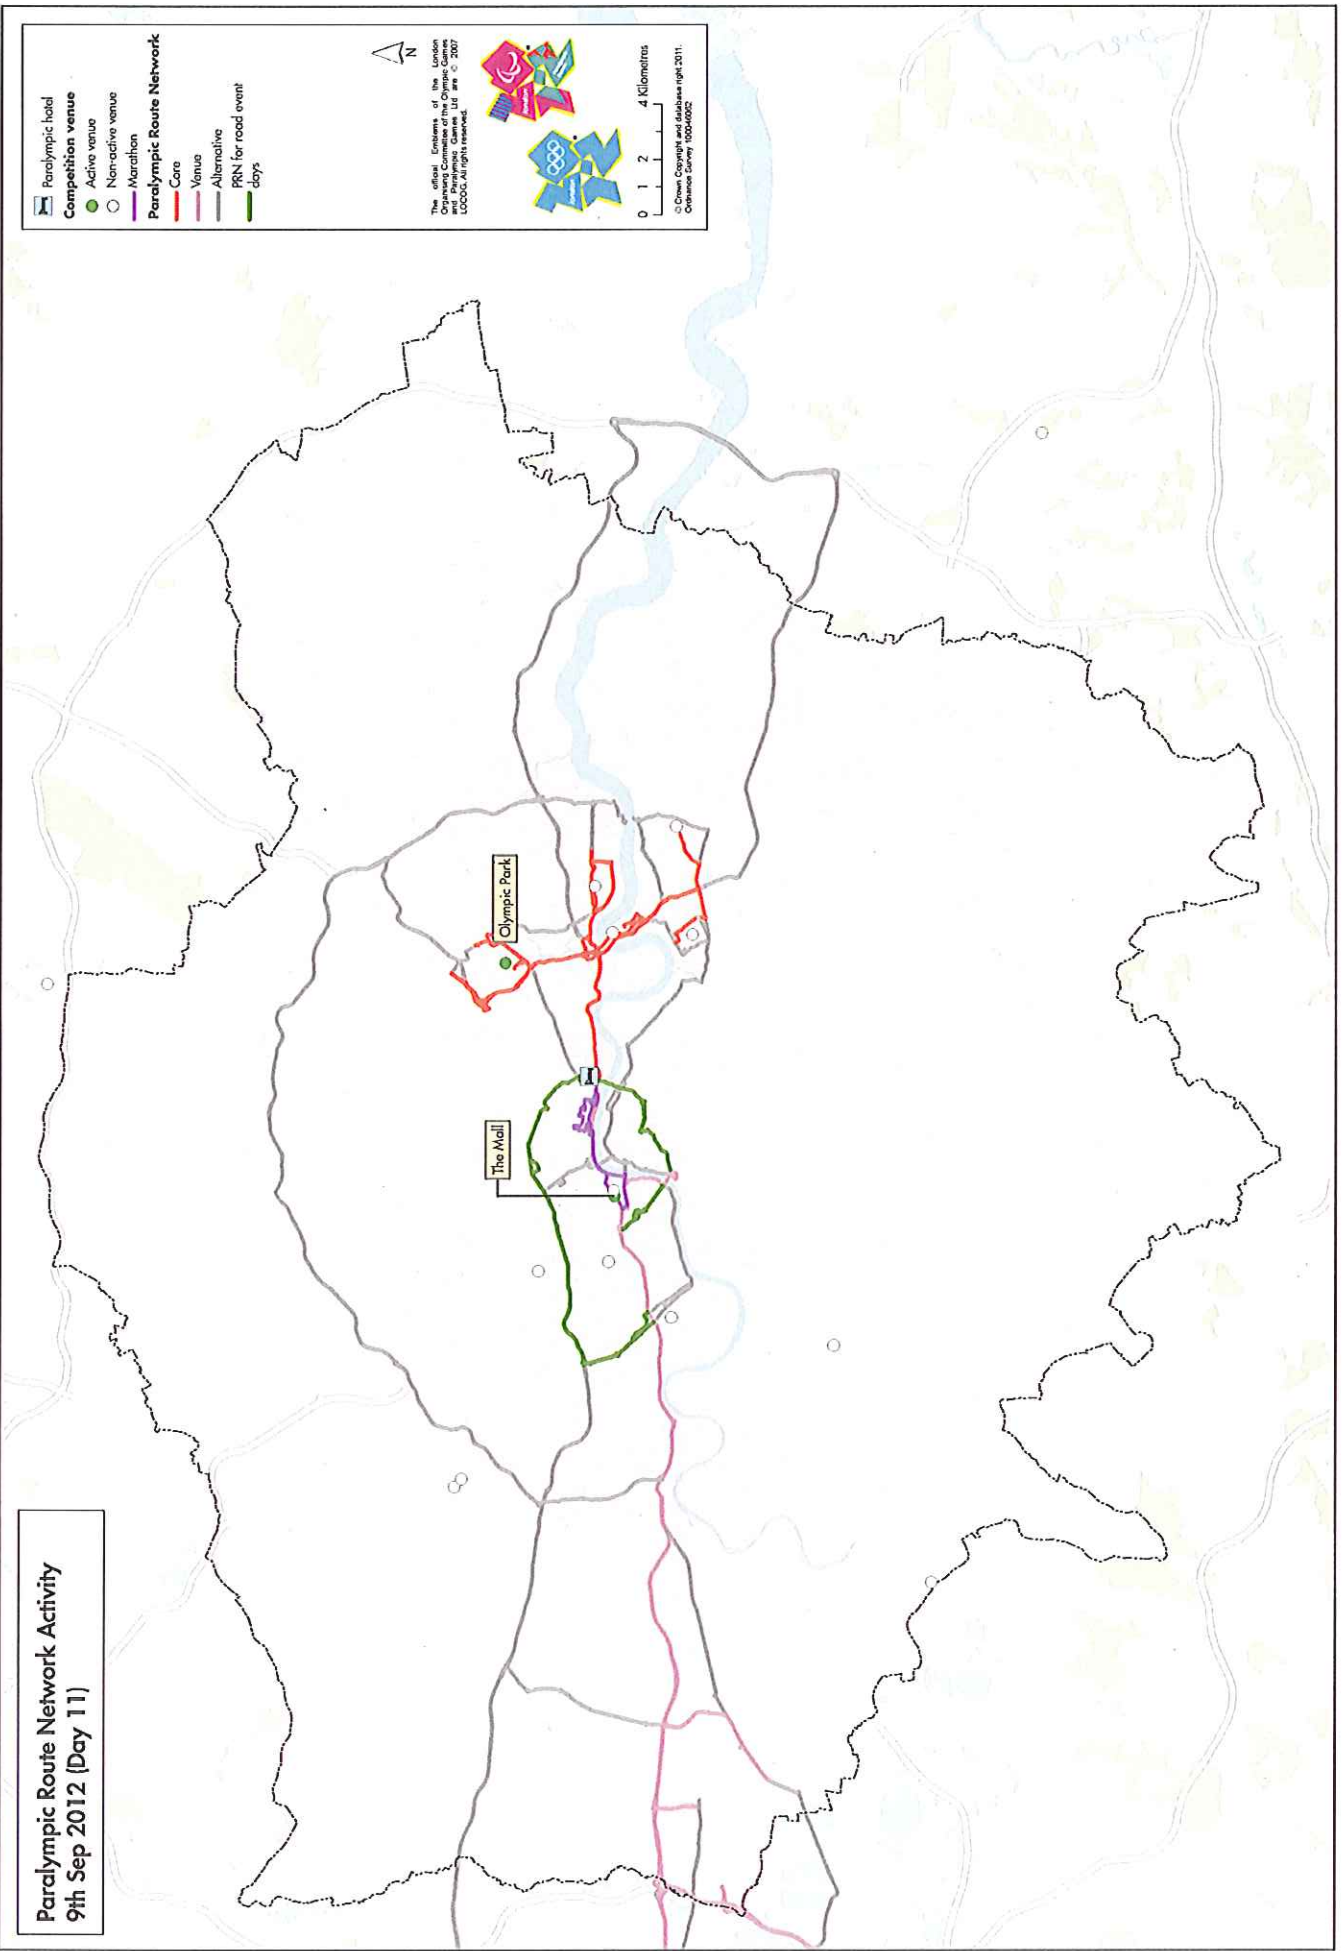 Paralympic Route Network Activity
9th Sep 2012 (Day 11)
Paralympic hotel
Competition venue
Active venue
Non-active venue
Marathon
Paralympic Route Network
Core
Venue
Alternative
PRN for road event
days
N
The official Emblems of the London
Organising Committee of the Olympic Games
and Paralympic Games Ltd are © 2007
LOCOG. All rights reserved.
0 1 2 4 Kilometres
© Crown Copyright and database right 2011.
Ordnance Survey 100046062
The Mall
Olympic Park